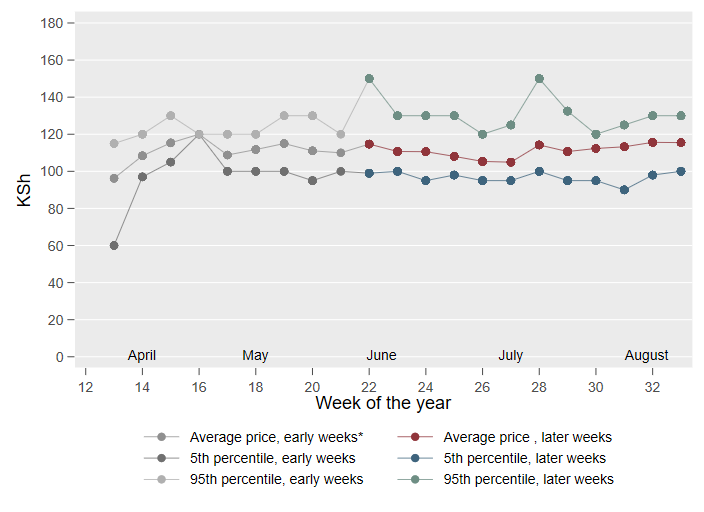 180
160
140
120
100
80
60
40
20
0
KSh
April May June July August
12 14 16 18 20 22 24 26 28 30 32
Week of the year
Average price, early weeks* Average price , later weeks
5th percentile, early weeks 5th percentile, later weeks
95th percentile, early weeks 95th percentile, later weeks